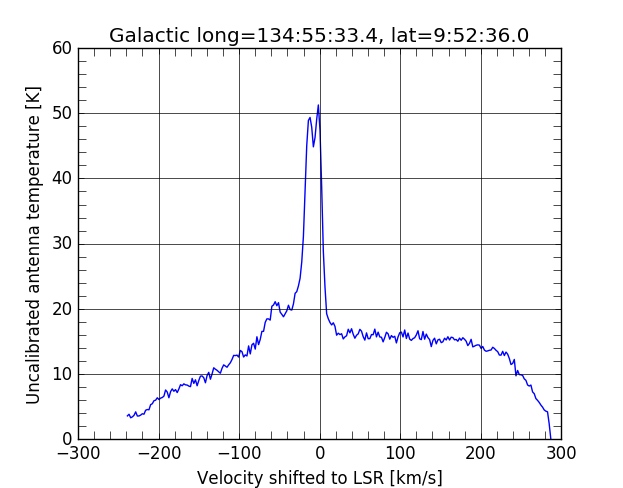 Galactic long=134:55:33.4, lat=9:52:36.0
Uncalibrated antenna temperature [K]
60
50
40
30
20
10
0
−300 −200 −100 0 100 200 300
Velocity shifted to LSR [km/s]